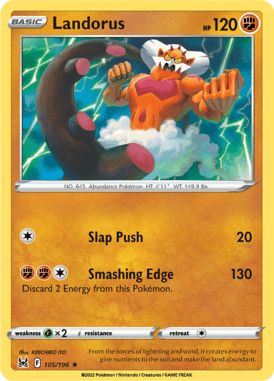 BASIC Landorus HP 120
NO. 645 Abundance Pokémon HT: 4'11" WT: 149.9 lbs.
Slap Push 20
Smashing Edge 130
Discard 2 Energy from this Pokémon.
weakness ×2 resistance retreat
Illus. KEIICHIRO ITO
F 105/196 ★
From the forces of lightning and wind, it creates energy to
give nutrients to the soil and make the land abundant.
©2022 Pokémon / Nintendo / Creatures / GAME FREAK